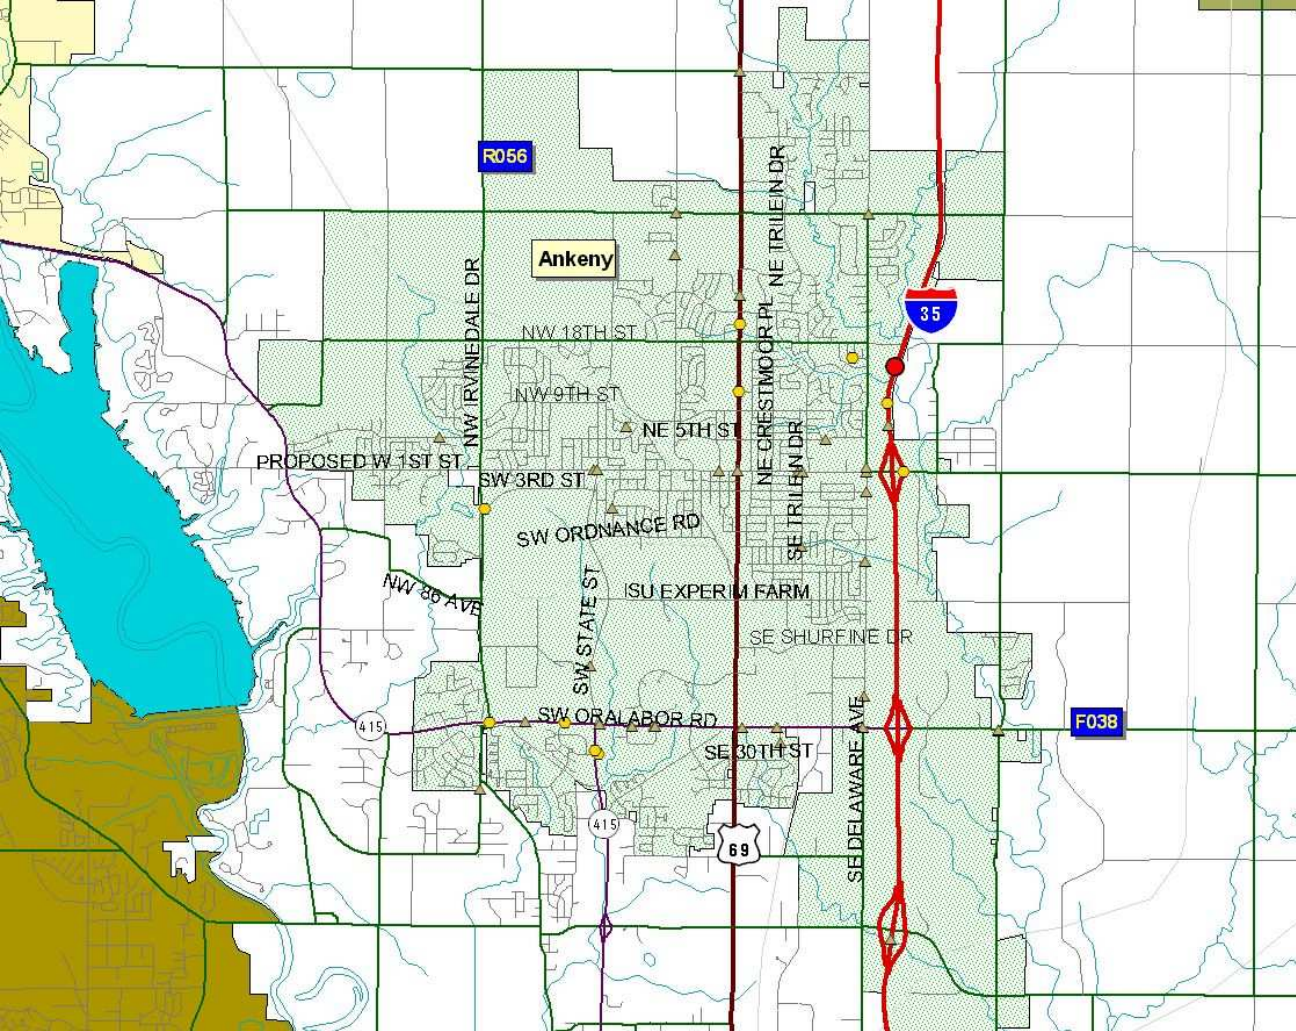 R056
NE TRILEIN DR
Ankeny
NW IRVINEDALE DR
35
NW 18TH ST
NE CRESTMOOR PL
NW 9TH ST
NE 5TH ST
PROPOSED W 1ST ST
SW 3RD ST
SE TRILEIN DR
SW ORDNANCE RD
NW 86 AVE
ISU EXPERIM FARM
SW STATE ST
SE SHURFINE DR
SW ORALABOR RD
415
F038
SE 30TH ST
SE DELAWARE AVE
415
69